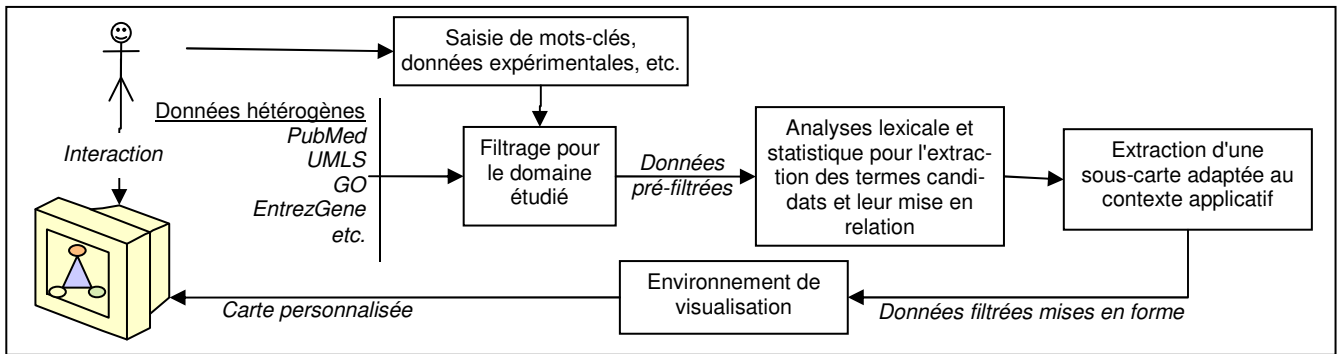 Saisie de mots-clés,
données expérimentales, etc.
Données hétérogènes
PubMed
UMLS
GO
EntrezGene
etc.
Interaction
Filtrage pour
le domaine
étudié
Données
pré-filtrées
Analyses lexicale et
statistique pour l'extrac-
tion des termes candi-
dats et leur mise en
relation
Extraction d'une
sous-carte adaptée au
contexte applicatif
Environnement de
visualisation
Carte personnalisée
Données filtrées mises en forme